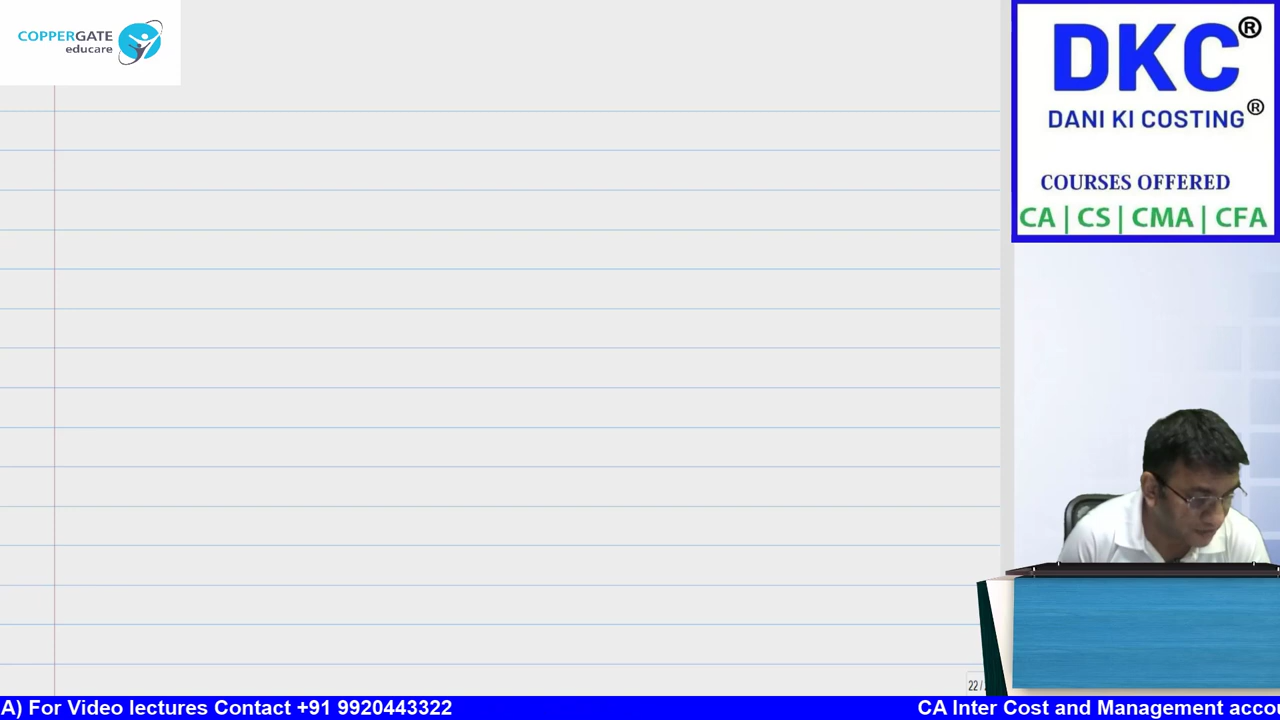 COPPERGATE
educare
DKC®
DANI KI COSTING®
COURSES OFFERED
CA | CS | CMA | CFA
22 /
A) For Video lectures Contact +91 9920443322
CA Inter Cost and Management accou